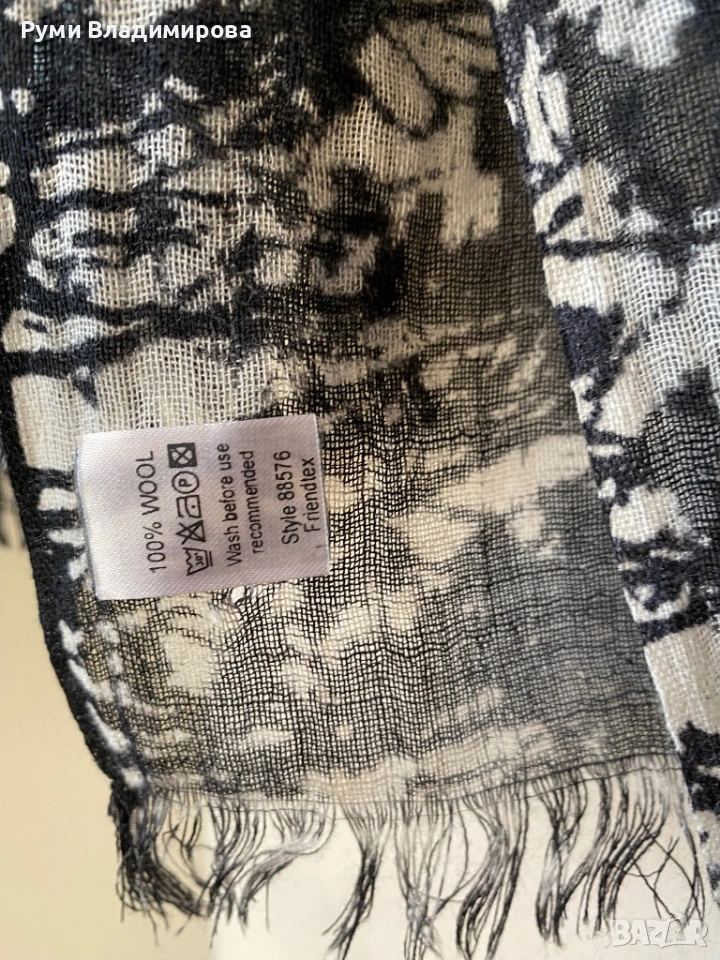 Руми Владимирова
100% WOOL
Wash before use
recommended
Style 88576
Friendtex
BAZAR